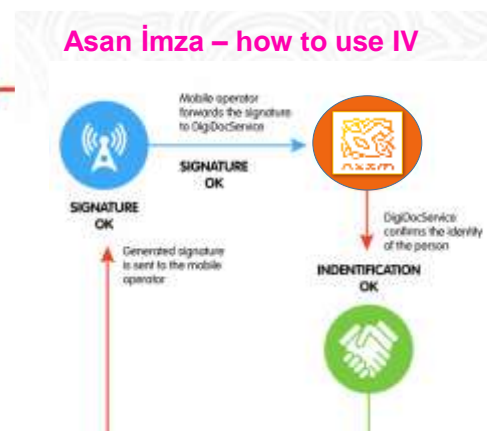 Asan İmza – how to use IV
Mobile operator
forwards the signature
to DigiDocService
SIGNATURE
OK
SIGNATURE
OK
Generated signature
is sent to the mobile
operator
DigiDocService
confirms the identity
of the person
INDENTIFICATION
OK